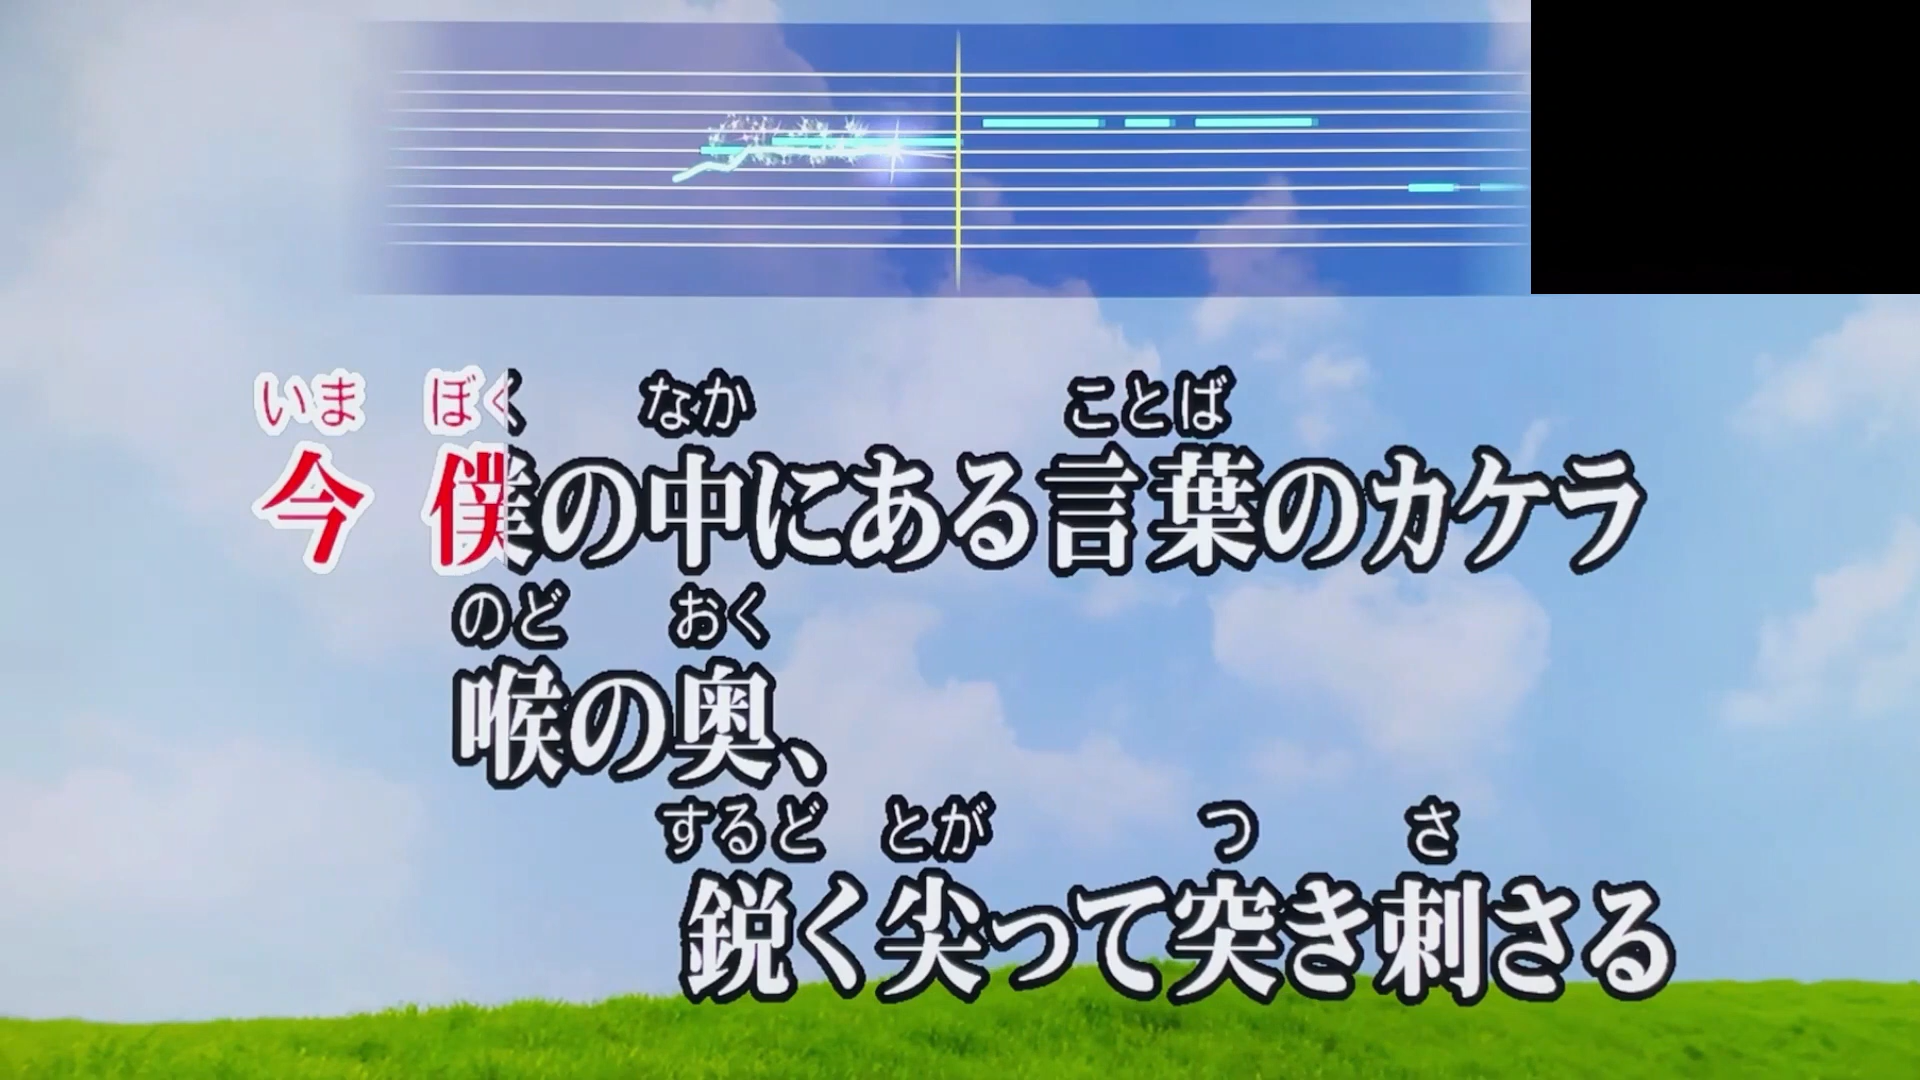 いま ぼく なか ことば
今 僕の中にある言葉のカケラ
のど おく
喉の奥、
するど とが つ さ
鋭く尖って突き刺さる